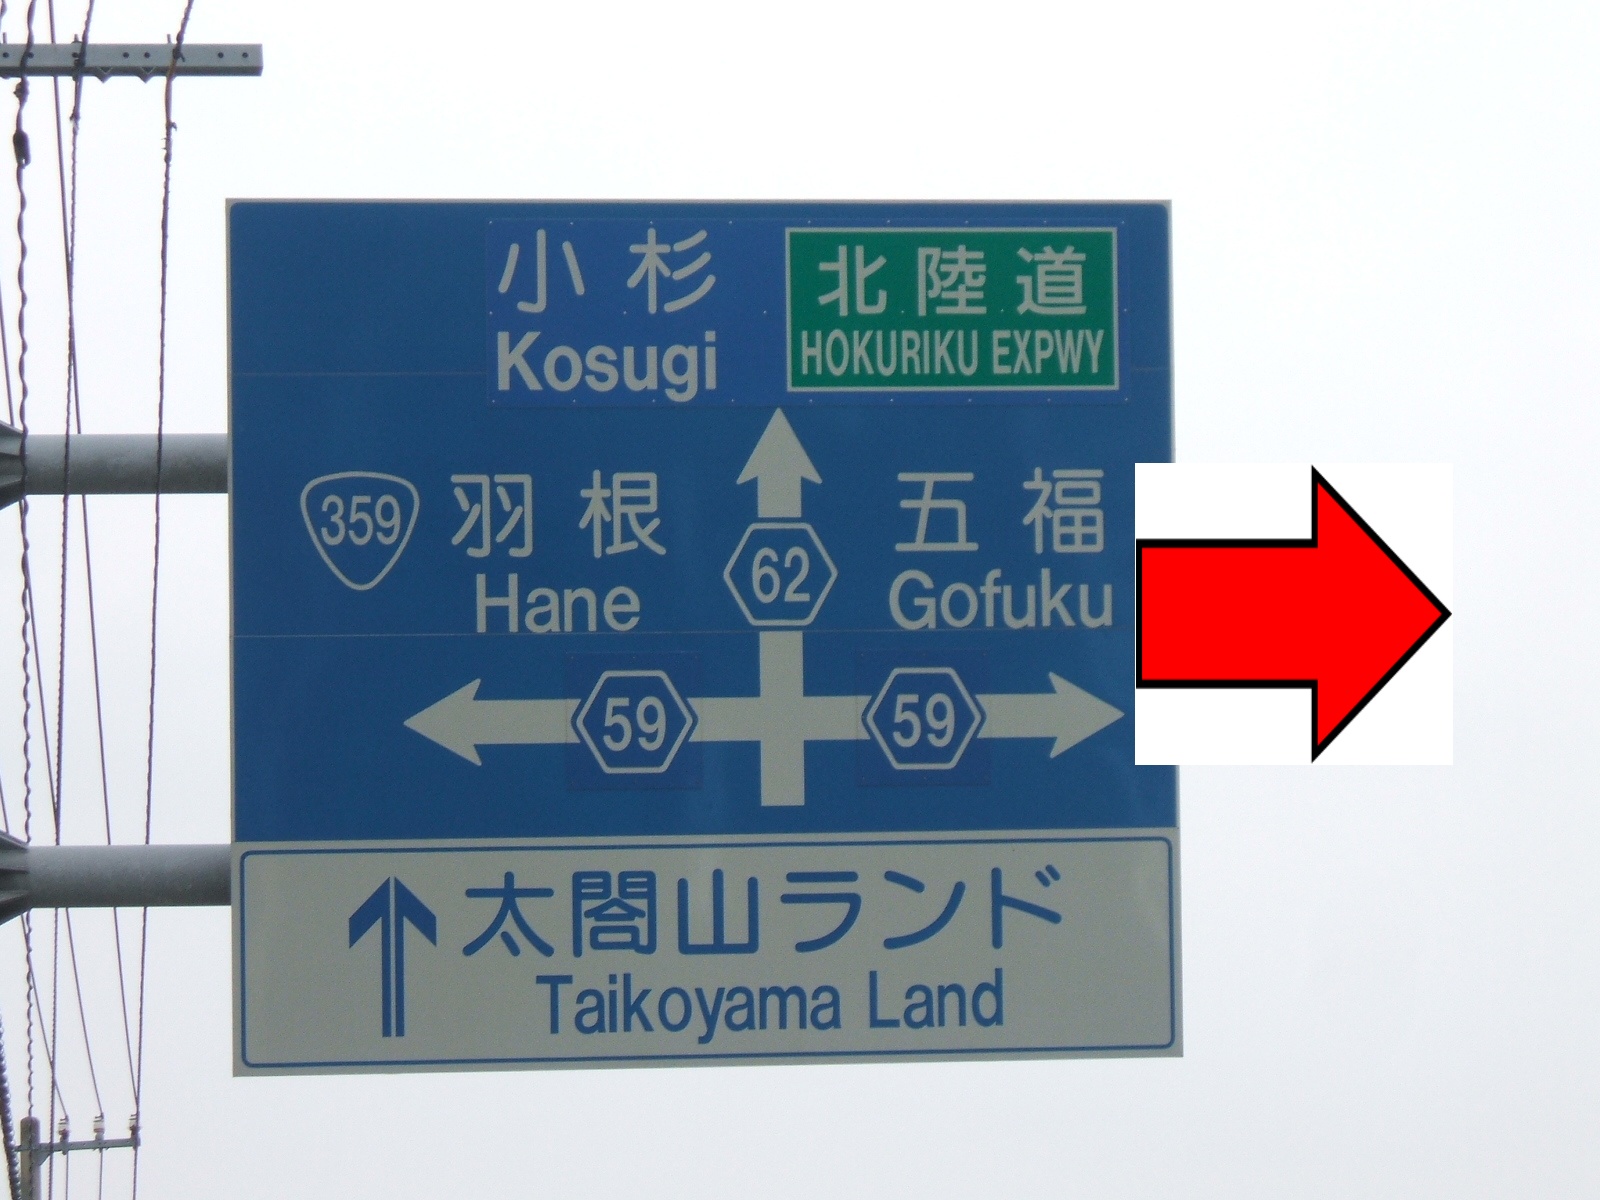 小杉
Kosugi
北陸道
HOKURIKU EXPWY
359
羽根
Hane
62
五福
Gofuku
59
59
太閤山ランド
Taikoyama Land